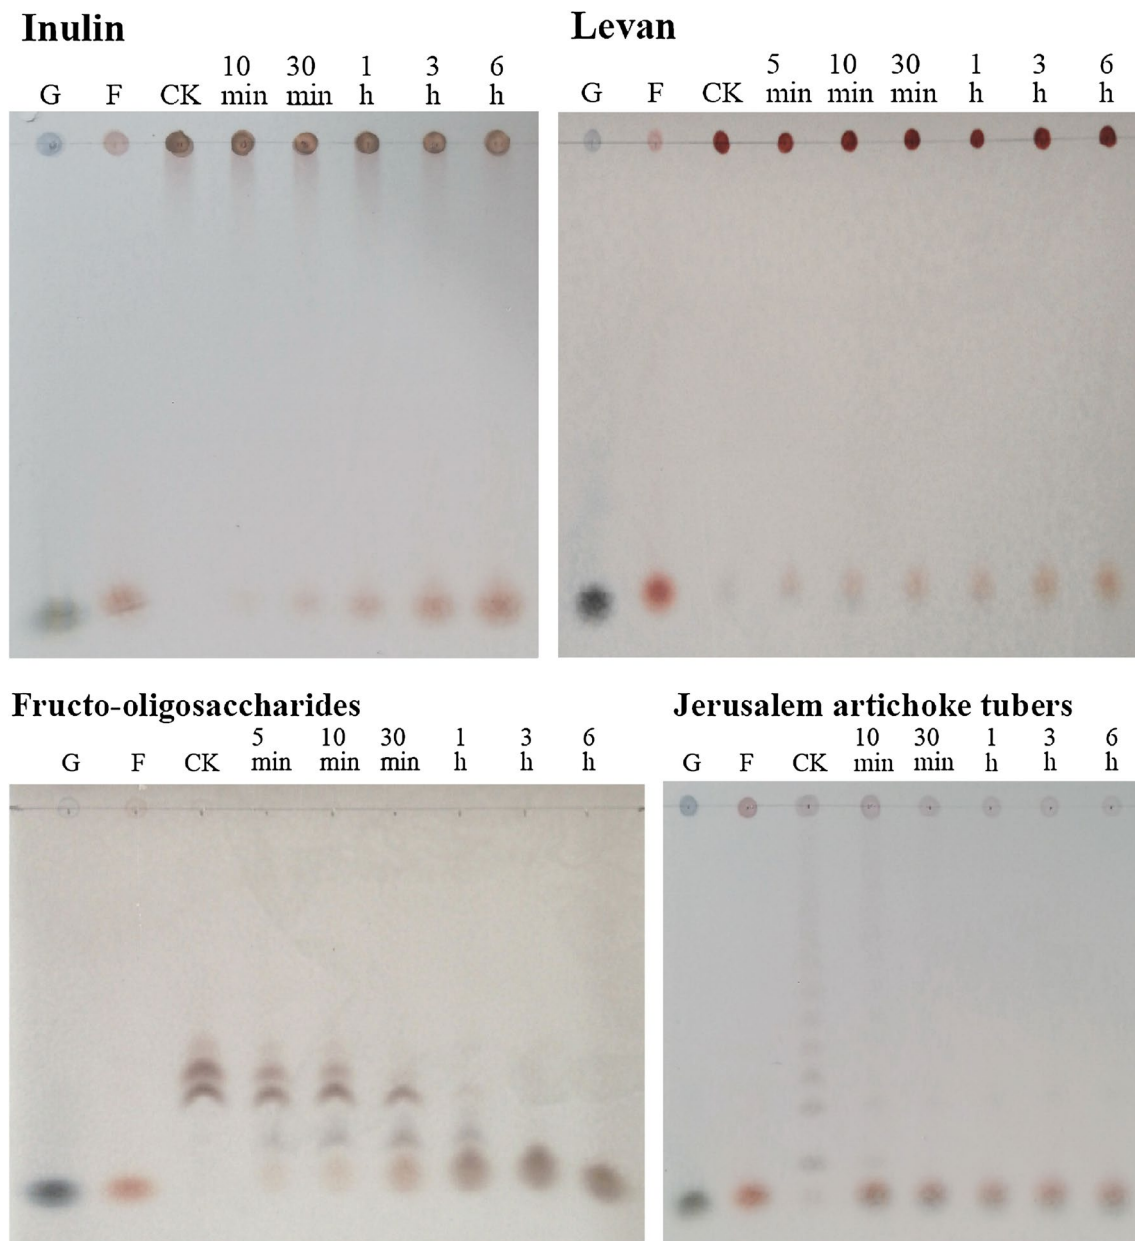 Inulin
G F CK 10 min 30 min 1 h 3 h 6 h
Levan
G F CK 5 min 10 min 30 min 1 h 3 h 6 h
Fructo-oligosaccharides
G F CK 5 min 10 min 30 min 1 h 3 h 6 h
Jerusalem artichoke tubers
G F CK 10 min 30 min 1 h 3 h 6 h